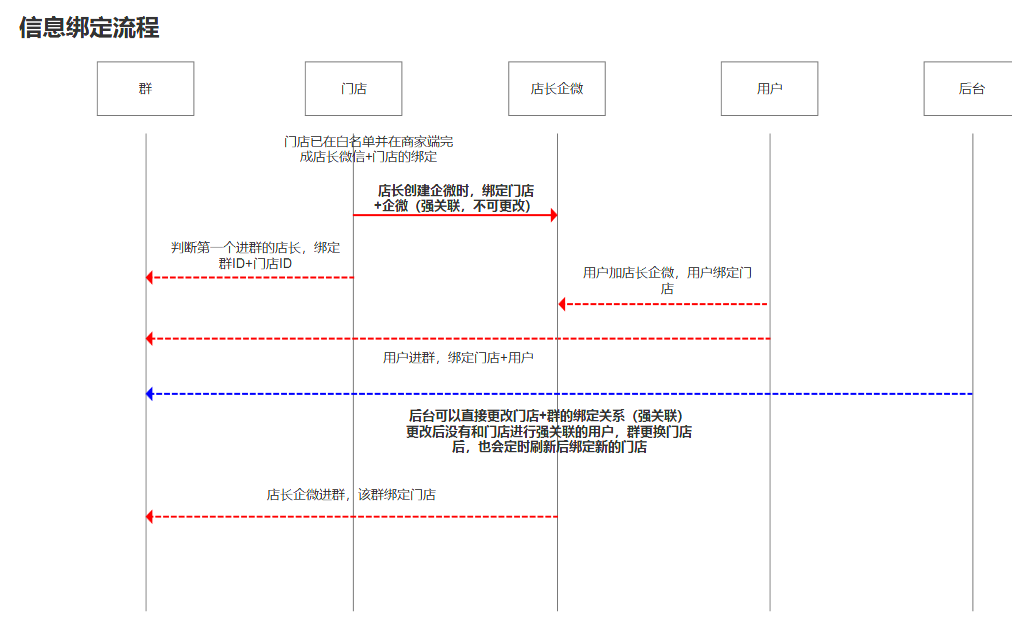 信息绑定流程
群
门店
店长企微
用户
后台
门店已在白名单并在商家端完
成店长微信+门店的绑定
店长创建企微时，绑定门店
+企微（强关联，不可更改）
判断第一个进群的店长，绑定
群ID+门店ID
用户加店长企微，用户绑定门
店
用户进群，绑定门店+用户
后台可以直接更改门店+群的绑定关系（强关联）
更改后没有和门店进行强关联的用户，群更换门店
后，也会定时刷新后绑定新的门店
店长企微进群，该群绑定门店